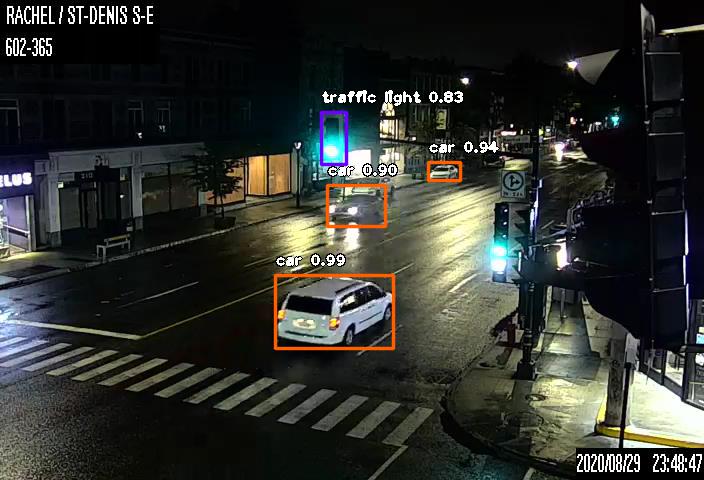 RACHEL / ST-DENIS S-E
602-365
traffic light 0.83
car 0.94
car 0.90
ELUS
car 0.99
2020/08/29 23:48:47